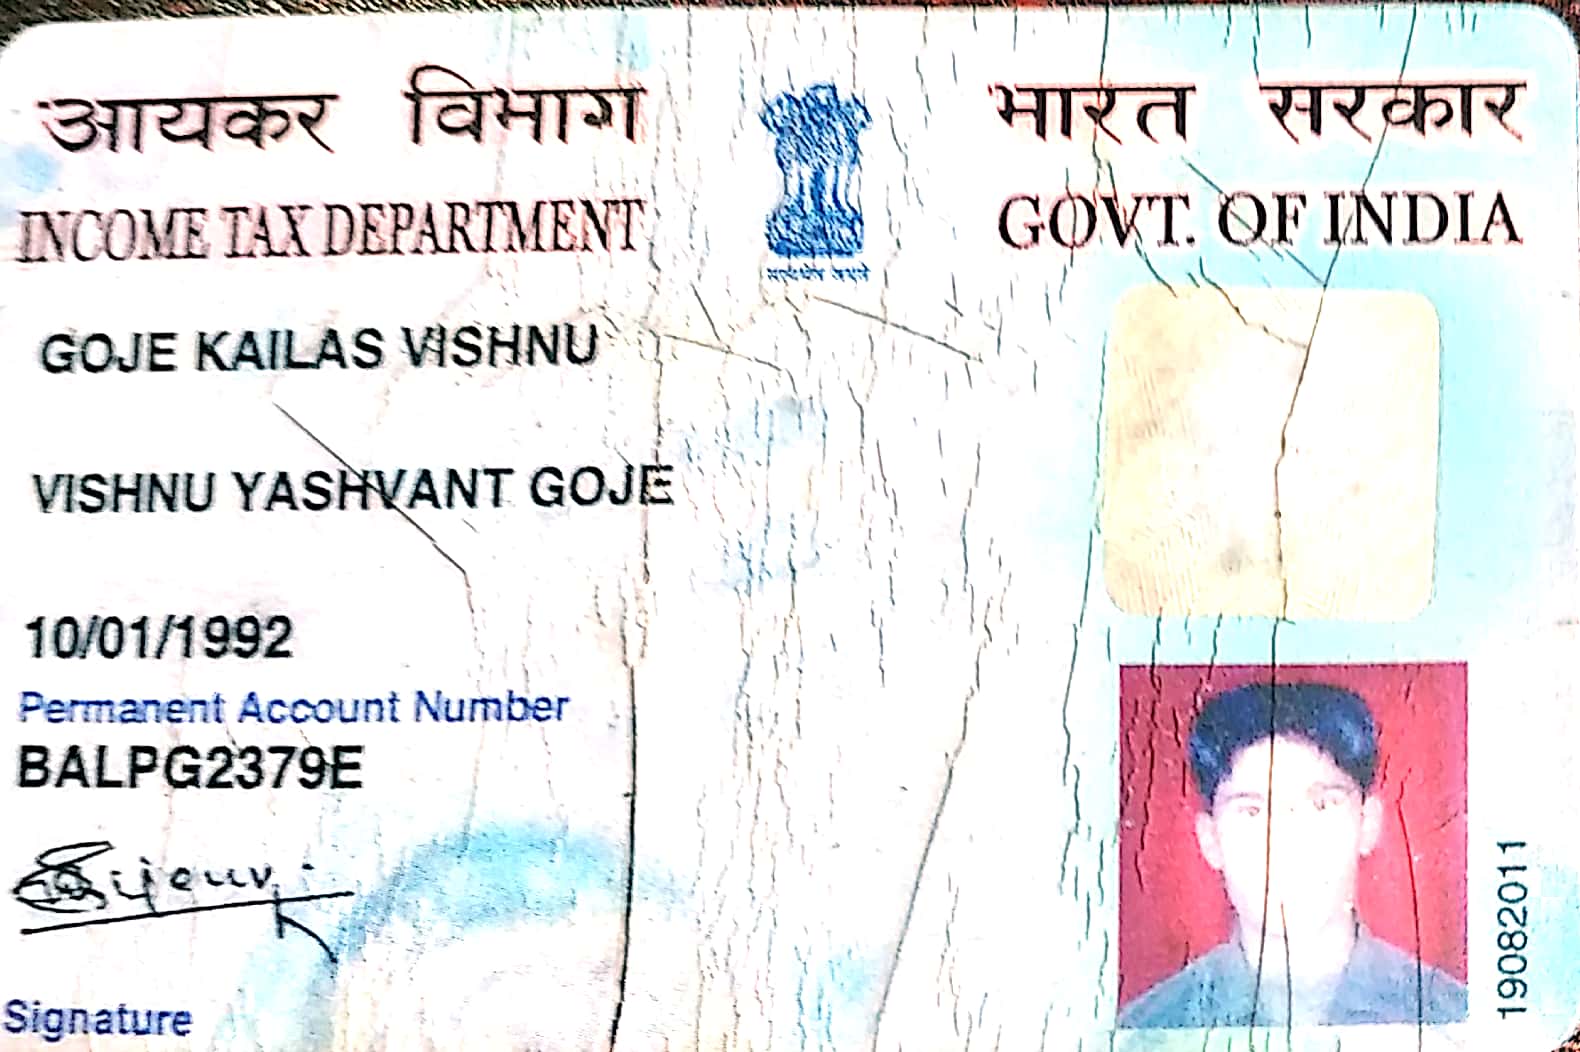 आयकर विभाग
INCOME TAX DEPARTMENT
भारत सरकार
GOVT. OF INDIA
सत्यमेव जयते
GOJE KAILAS VISHNU
VISHNU YASHVANT GOJE
10/01/1992
Permanent Account Number
BALPG2379E
Signature
19082011